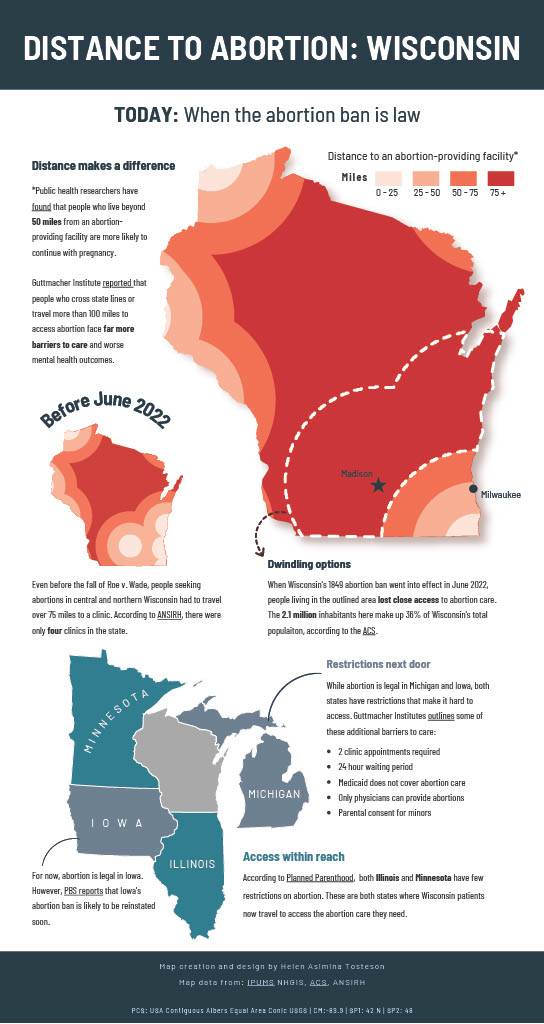 DISTANCE TO ABORTION: WISCONSIN
TODAY: When the abortion ban is law
Distance makes a difference
*Public health researchers have
found that people who live beyond
50 miles from an abortion-
providing facility are more likely to
continue with pregnancy.
Guttmacher Institute reported that
people who cross state lines or
travel more than 100 miles to
access abortion face far more
barriers to care and worse
mental health outcomes.
Distance to an abortion-providing facility*
Miles
0 - 25
25 - 50
50 - 75
75 +
Madison
Milwaukee
Before June 2022
Even before the fall of Roe v. Wade, people seeking
abortions in central and northern Wisconsin had to travel
over 75 miles to a clinic. According to ANSIRH, there were
only four clinics in the state.
Dwindling options
When Wisconsin's 1849 abortion ban went into effect in June 2022,
people living in the outlined area lost close access to abortion care.
The 2.1 million inhabitants here make up 36% of Wisconsin's total
populaiton, according to the ACS.
MINNESOTA
IOWA
ILLINOIS
MICHIGAN
Restrictions next door
While abortion is legal in Michigan and Iowa, both
states have restrictions that make it hard to
access. Guttmacher Institutes outlines some of
these additional barriers to care:
• 2 clinic appointments required
• 24 hour waiting period
• Medicaid does not cover abortion care
• Only physicians can provide abortions
• Parental consent for minors
For now, abortion is legal in Iowa.
However, PBS reports that Iowa's
abortion ban is likely to be reinstated
soon.
Access within reach
According to Planned Parenthood, both Illinois and Minnesota have few
restrictions on abortion. These are both states where Wisconsin patients
now travel to access the abortion care they need.
Map creation and design by Helen Asimina Tosteson
Map data from: IPUMS NHGIS, ACS, ANSIRH
PCS: USA Contiguous Albers Equal Area Conic USGS | CM:-89.9 | SP1: 42 N | SP2: 48